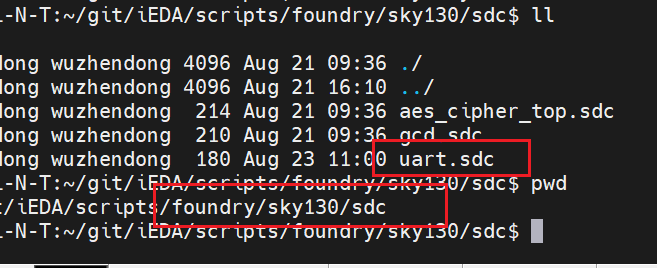 L-N-T:~/git/iEDA/scripts/foundry/sky130/sdc$ ll
dong wuzhendong 4096 Aug 21 09:36 ./
dong wuzhendong 4096 Aug 21 16:10 ../
dong wuzhendong 214 Aug 21 09:36 aes_cipher_top.sdc
dong wuzhendong 210 Aug 21 09:36 gcd.sdc
dong wuzhendong 180 Aug 23 11:00 uart.sdc
L-N-T:~/git/iEDA/scripts/foundry/sky130/sdc$ pwd
t/iEDA/scripts/foundry/sky130/sdc
L-N-T:~/git/iEDA/scripts/foundry/sky130/sdc$